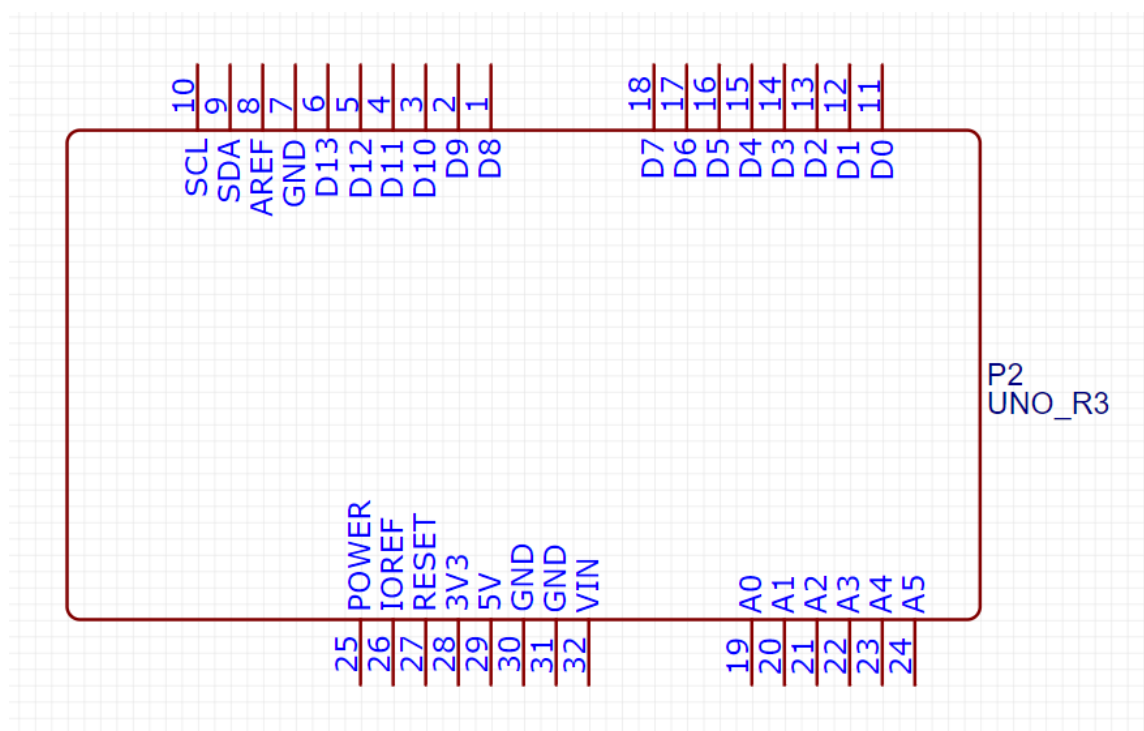 10 9 8 7 6 5 4 3 2 1 18 17 16 15 14 13 12 11
SCL SDA AREF GND D13 D12 D11 D10 D9 D8 D7 D6 D5 D4 D3 D2 D1 D0
P2
UNO_R3
POWER IOREF RESET 3V3 5V GND GND VIN A0 A1 A2 A3 A4 A5
25 26 27 28 29 30 31 32 19 20 21 22 23 24